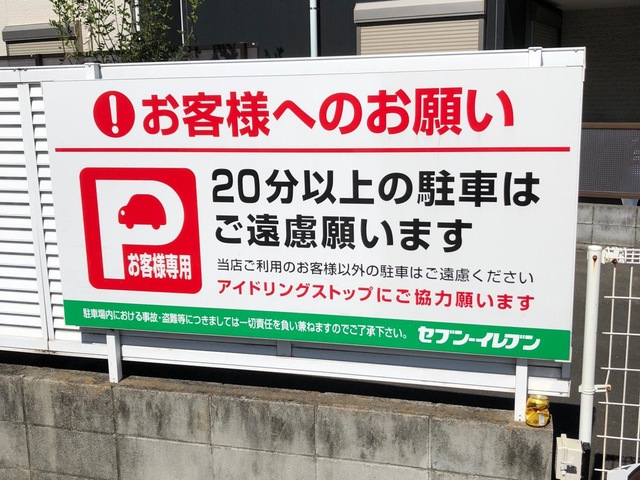 ! お客様へのお願い
P お客様専用
20分以上の駐車は
ご遠慮願います
当店ご利用のお客様以外の駐車はご遠慮ください
アイドリングストップにご協力願います
駐車場内における事故・盗難等につきましては一切責任を負い兼ねますのでご了承下さい。 セブン-イレブン